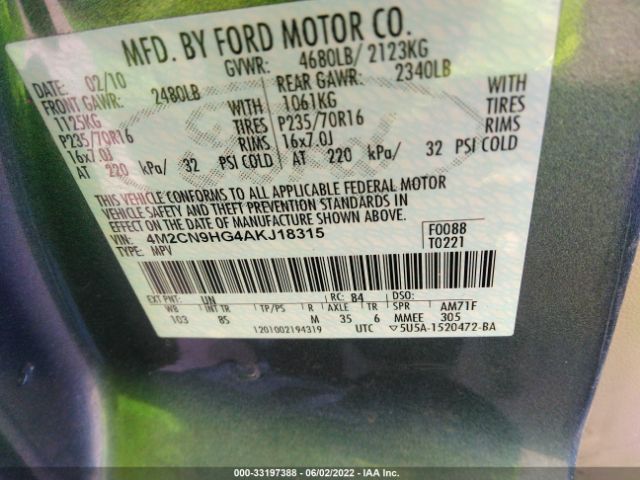 MFD. BY FORD MOTOR CO.
DATE: 02/10 GVWR: 4680LB/ 2123KG
FRONT GAWR: 2480LB REAR GAWR: 2340LB
1125KG WITH 1061KG WITH
P235/70R16 TIRES P235/70R16 TIRES
16x7.0J RIMS 16x7.0J RIMS
AT 220 kPa/ 32 PSI COLD AT 220 kPa/ 32 PSI COLD
THIS VEHICLE CONFORMS TO ALL APPLICABLE FEDERAL MOTOR
VEHICLE SAFETY AND THEFT PREVENTION STANDARDS IN
EFFECT ON THE DATE OF MANUFACTURE SHOWN ABOVE.
VIN: 4M2CN9HG4AKJ18315 F0088
TYPE: MPV T0221
EXT PNT: UN RC: 84 DSO:
WB INT TR TP/PS R AXLE TR SPR AM71F
103 BS M 35 6 MMEE 305
1201002194319 UTC ▽5U5A-1520472-BA
000-33197388 - 06/02/2022 - IAA Inc.